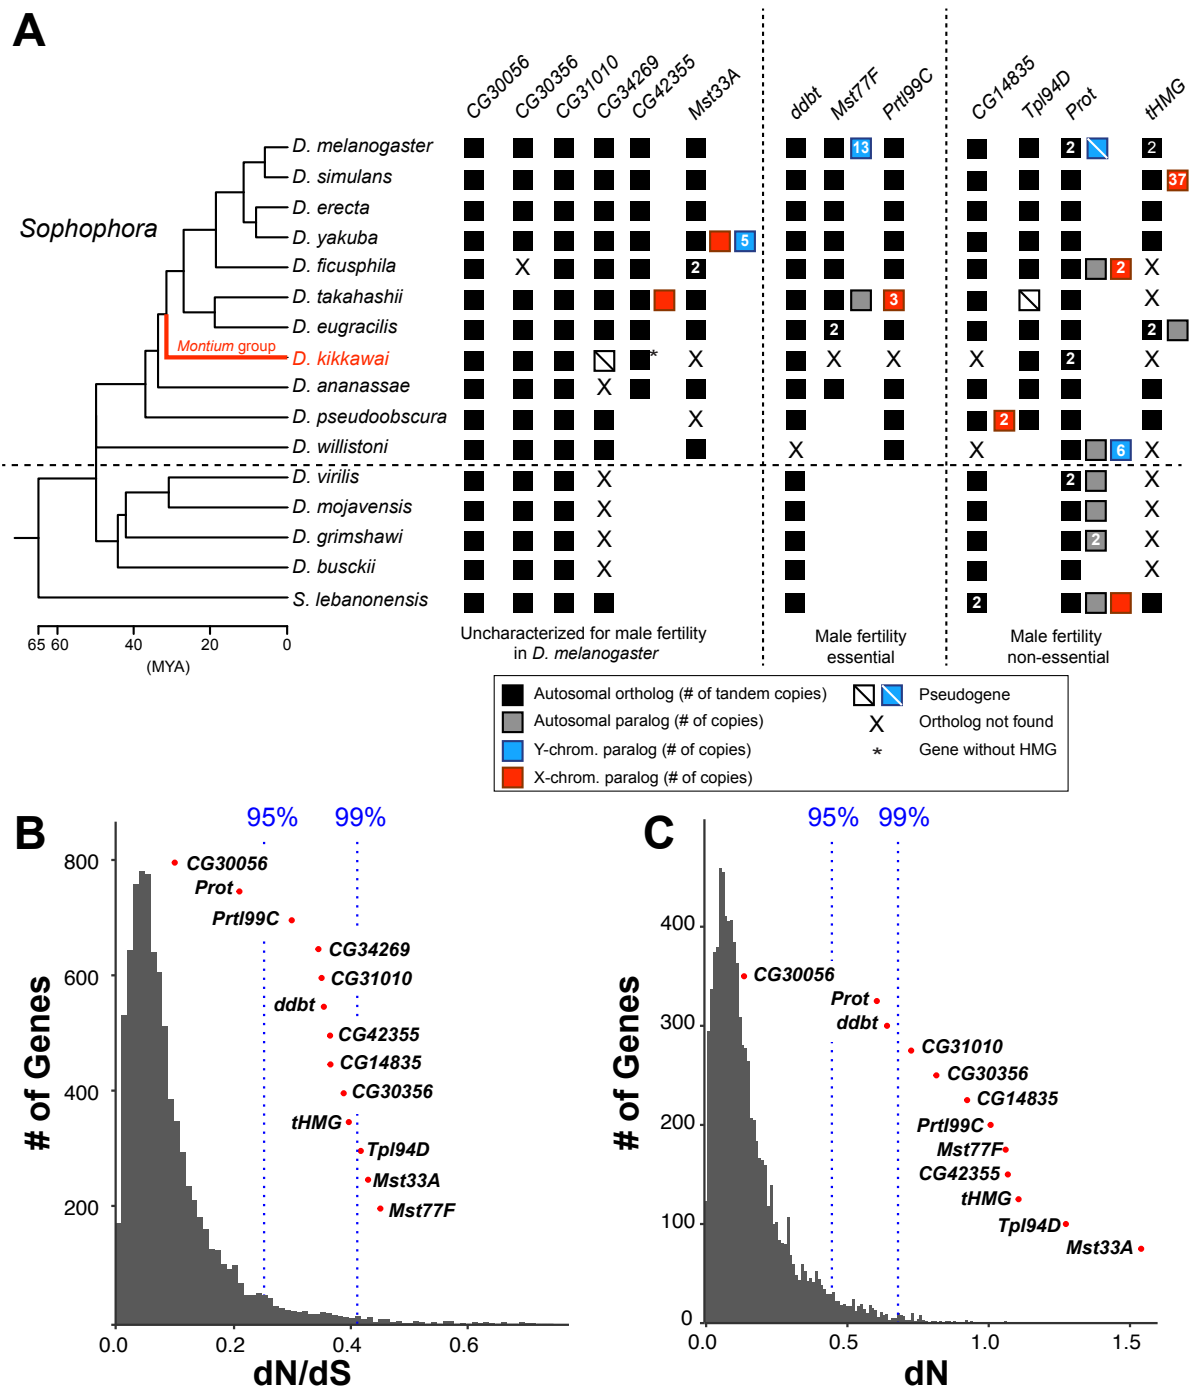 A
CG30056 CG30356 CG31010 CG34269 CG42355 Mst33A ddbt Mst77F Prtl99C CG14835 Tpl94D Prot tHMG
Sophophora
D. melanogaster 13 2 2
D. simulans 37
D. erecta
D. yakuba 5
D. ficusphila X 2 2 X
D. takahashii 3 X
D. eugracilis 2 2
Montium group
D. kikkawai * X X X X 2 X
D. ananassae X
D. pseudoobscura X 2
D. willistoni X X 6 X
D. virilis X 2 X
D. mojavensis X X
D. grimshawi X 2 X
D. busckii X X
S. lebanonensis 2
65 60 40 20 0
(MYA)
Uncharacterized for male fertility
in D. melanogaster
Male fertility
essential
Male fertility
non-essential
Autosomal ortholog (# of tandem copies)
Autosomal paralog (# of copies)
Y-chrom. paralog (# of copies)
X-chrom. paralog (# of copies)
Pseudogene
X Ortholog not found
* Gene without HMG
B
95% 99%
# of Genes
800
600
400
200
CG30056
Prot
Prtl99C
CG34269
CG31010
ddbt
CG42355
CG14835
CG30356
tHMG
Tpl94D
Mst33A
Mst77F
0.0 0.2 0.4 0.6
dN/dS
C
95% 99%
# of Genes
400
300
200
100
0
CG30056
Prot
ddbt
CG31010
CG30356
CG14835
Prtl99C
Mst77F
CG42355
tHMG
Tpl94D
Mst33A
0.0 0.5 1.0 1.5
dN